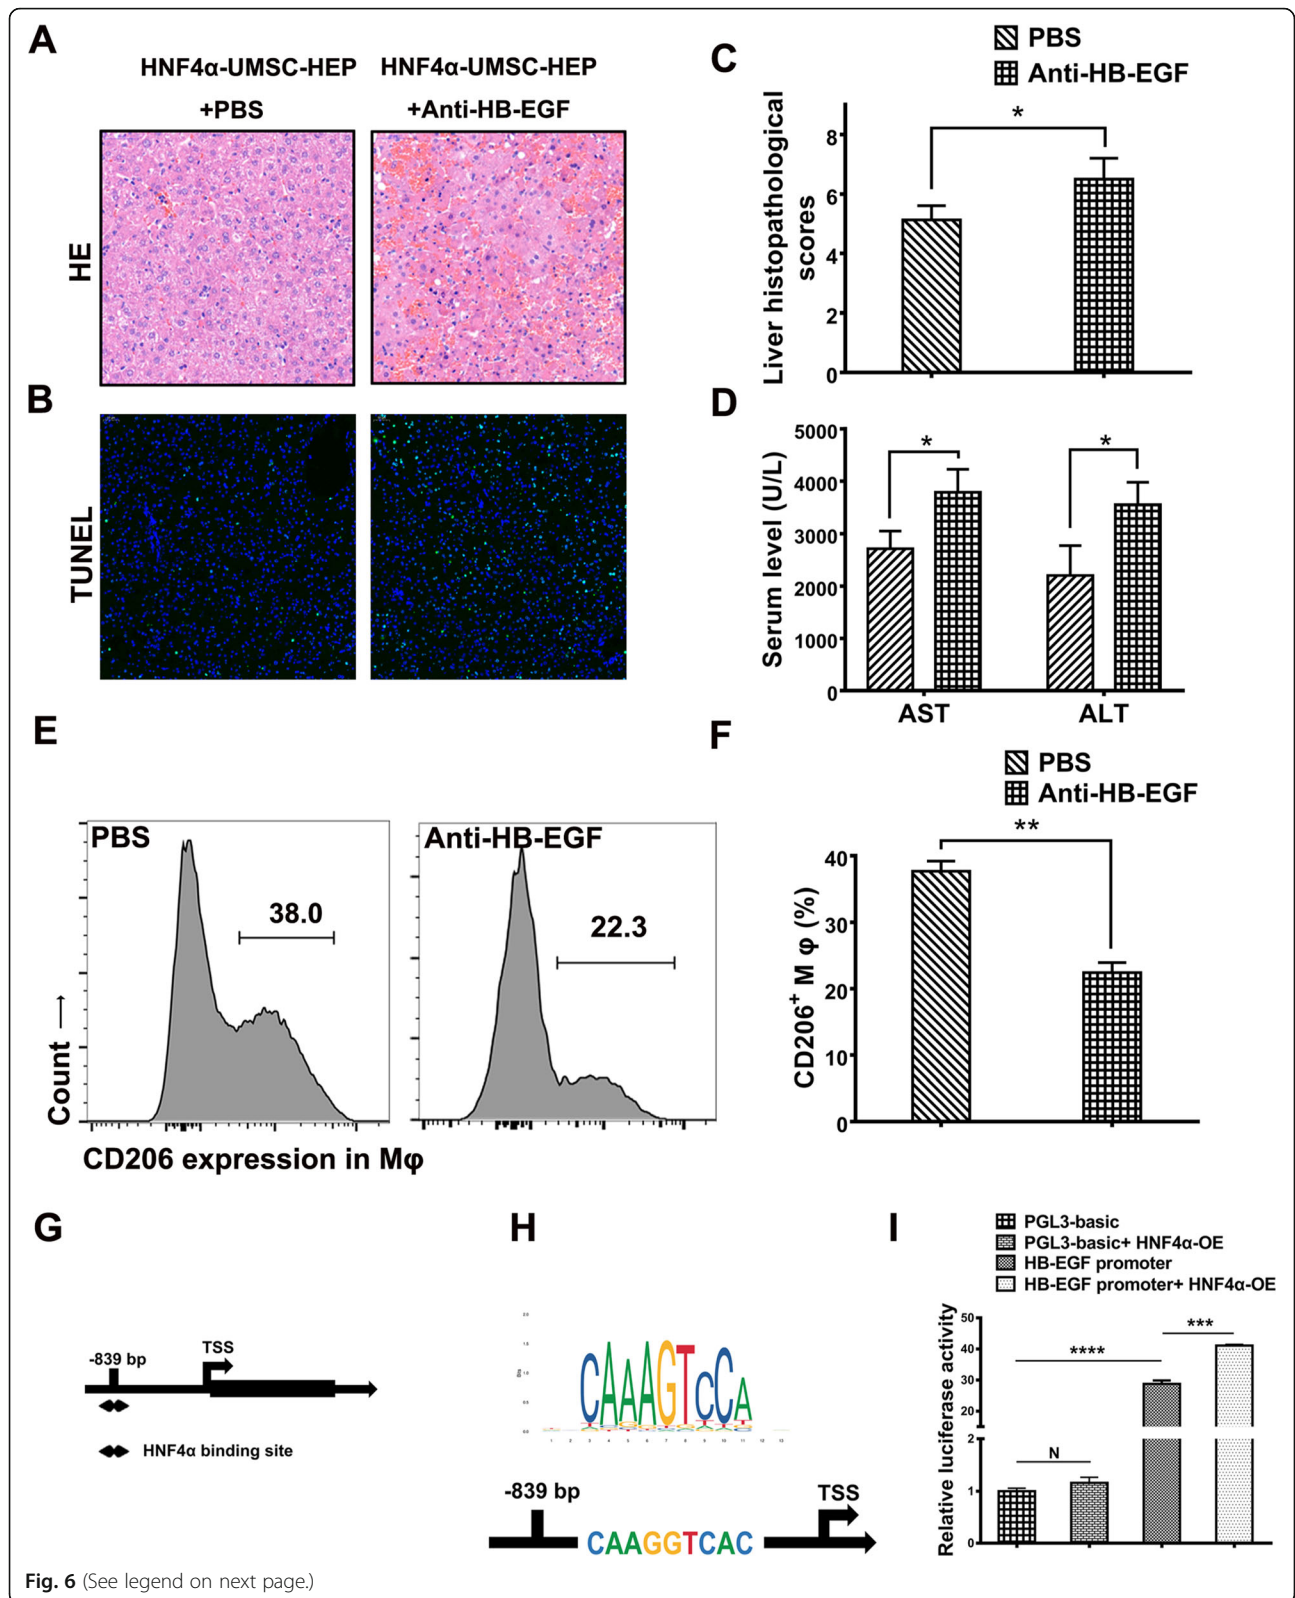 A
HNF4α-UMSC-HEP
+PBS
HNF4α-UMSC-HEP
+Anti-HB-EGF
HE
B
TUNEL
C
PBS
Anti-HB-EGF
Liver histopathological
scores
8
6
4
2
0
*
D
Serum level (U/L)
5000
4000
3000
2000
1000
0
*
*
AST
ALT
E
PBS
38.0
Anti-HB-EGF
22.3
Count →
CD206 expression in Mφ
F
PBS
Anti-HB-EGF
CD206+ M φ (%)
40
30
20
10
0
**
G
-839 bp
TSS
HNF4α binding site
H
CAAAGTCCA
-839 bp
TSS
CAAGGTCAC
I
PGL3-basic
PGL3-basic+ HNF4α-OE
HB-EGF promoter
HB-EGF promoter+ HNF4α-OE
Relative luciferase activity
50
40
30
20
2
1
0
N
****
***
Fig. 6 (See legend on next page.)